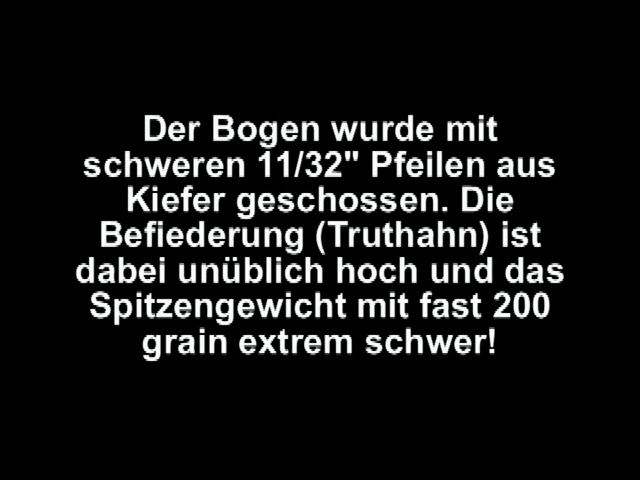 Der Bogen wurde mit
schweren 11/32" Pfeilen aus
Kiefer geschossen. Die
Befiederung (Truthahn) ist
dabei unüblich hoch und das
Spitzengewicht mit fast 200
grain extrem schwer!